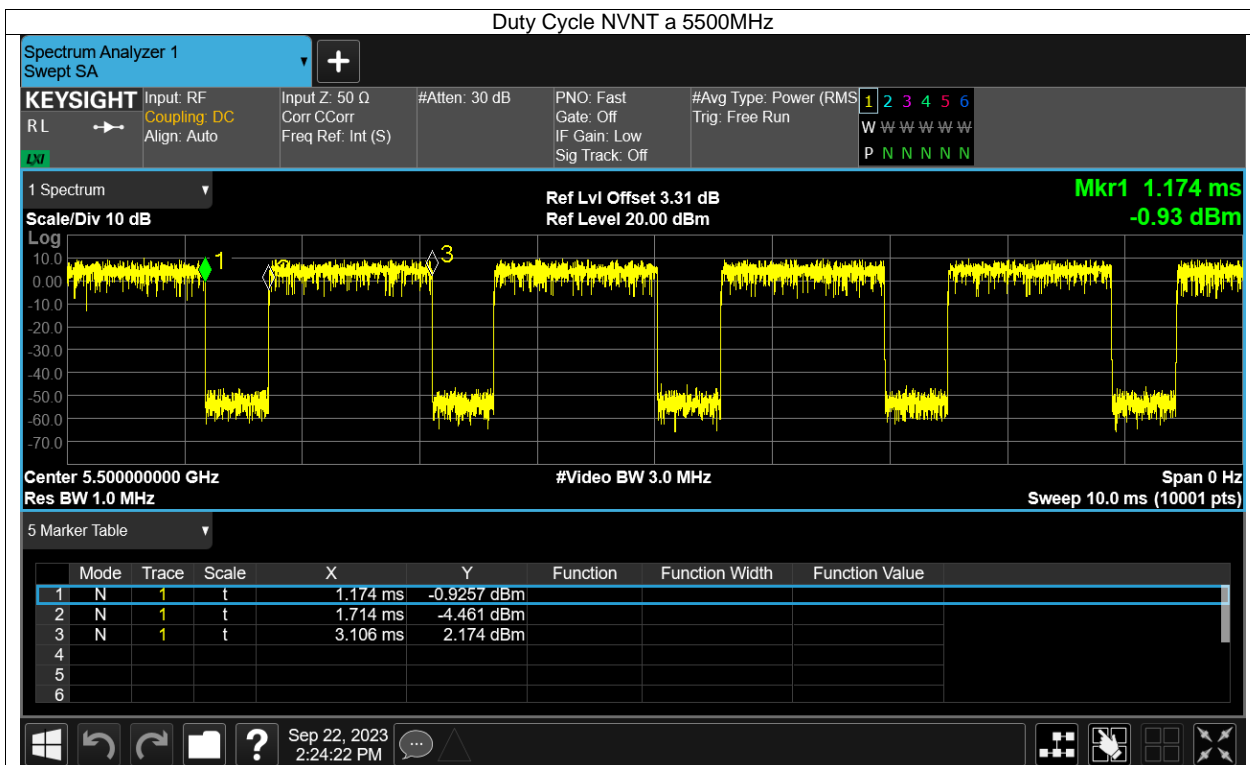 Duty Cycle NVNT a 5500MHz
Spectrum Analyzer 1
Swept SA
KEYSIGHT
R L
LXI
Input: RF
Coupling: DC
Align: Auto
Input Z: 50 Ω
Corr CCorr
Freq Ref: Int (S)
#Atten: 30 dB
PNO: Fast
Gate: Off
IF Gain: Low
Sig Track: Off
#Avg Type: Power (RMS
Trig: Free Run
1 2 3 4 5 6
W W W W W W
P N N N N N
1 Spectrum
Scale/Div 10 dB
Ref Lvl Offset 3.31 dB
Ref Level 20.00 dBm
Mkr1 1.174 ms
-0.93 dBm
Log
10.0
0.00
-10.0
-20.0
-30.0
-40.0
-50.0
-60.0
-70.0
1
3
Center 5.500000000 GHz
#Video BW 3.0 MHz
Span 0 Hz
Res BW 1.0 MHz
Sweep 10.0 ms (10001 pts)
5 Marker Table
Mode Trace Scale X Y Function Function Width Function Value
1 N 1 t 1.174 ms -0.9257 dBm
2 N 1 t 1.714 ms -4.461 dBm
3 N 1 t 3.106 ms 2.174 dBm
4
5
6
?
Sep 22, 2023
2:24:22 PM